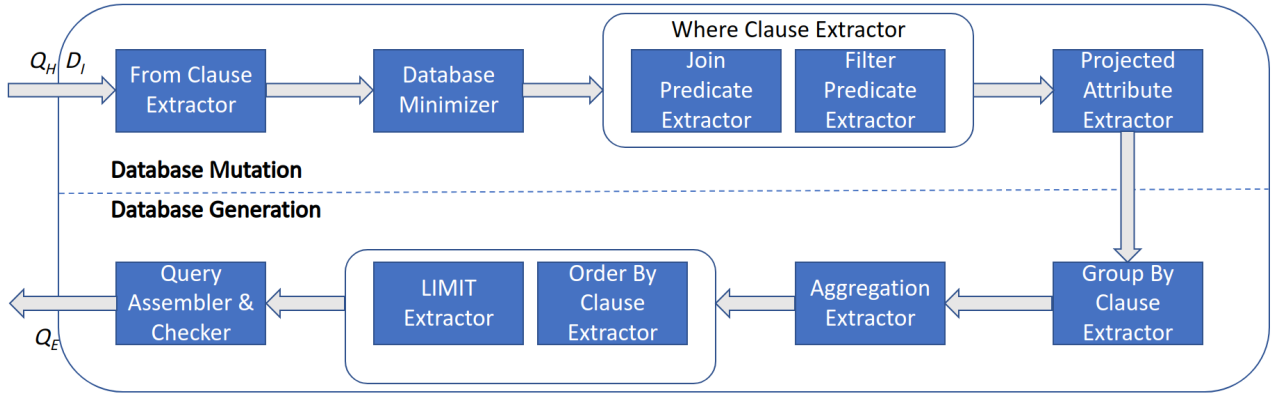 Q_H D_I
From Clause
Extractor
Database
Minimizer
Where Clause Extractor
Join
Predicate
Extractor
Filter
Predicate
Extractor
Projected
Attribute
Extractor
Database Mutation
Database Generation
Query
Assembler &
Checker
LIMIT
Extractor
Order By
Clause
Extractor
Aggregation
Extractor
Group By
Clause
Extractor
Q_E